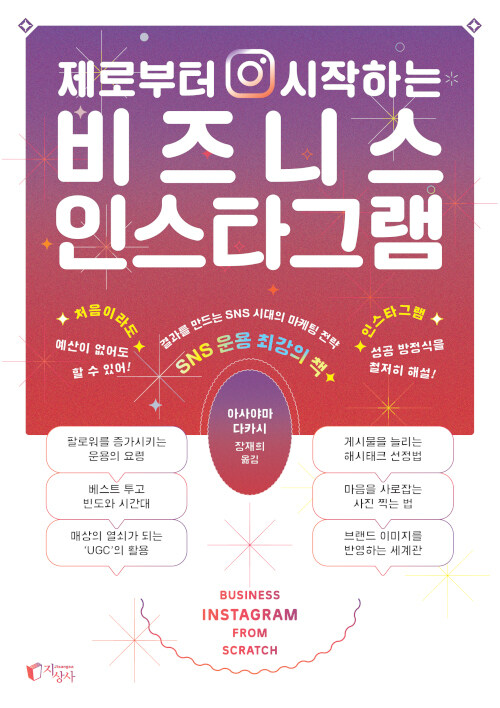 제로부터 시작하는
비즈니스
인스타그램
처음이라도
예산이 없어도
할 수 있어!
결과를 만드는 SNS 시대의 마케팅 전략
SNS 운용 최강의 책
인스타그램
성공 방정식을
철저히 해설!
아사야마
다카시
장재희
옮김
팔로워를 증가시키는
운용의 요령
베스트 투고
빈도와 시간대
매상의 열쇠가 되는
‘UGC’의 활용
게시물을 늘리는
해시태크 선정법
마음을 사로잡는
사진 찍는 법
브랜드 이미지를
반영하는 세계관
BUSINESS
INSTAGRAM
FROM
SCRATCH
지상사